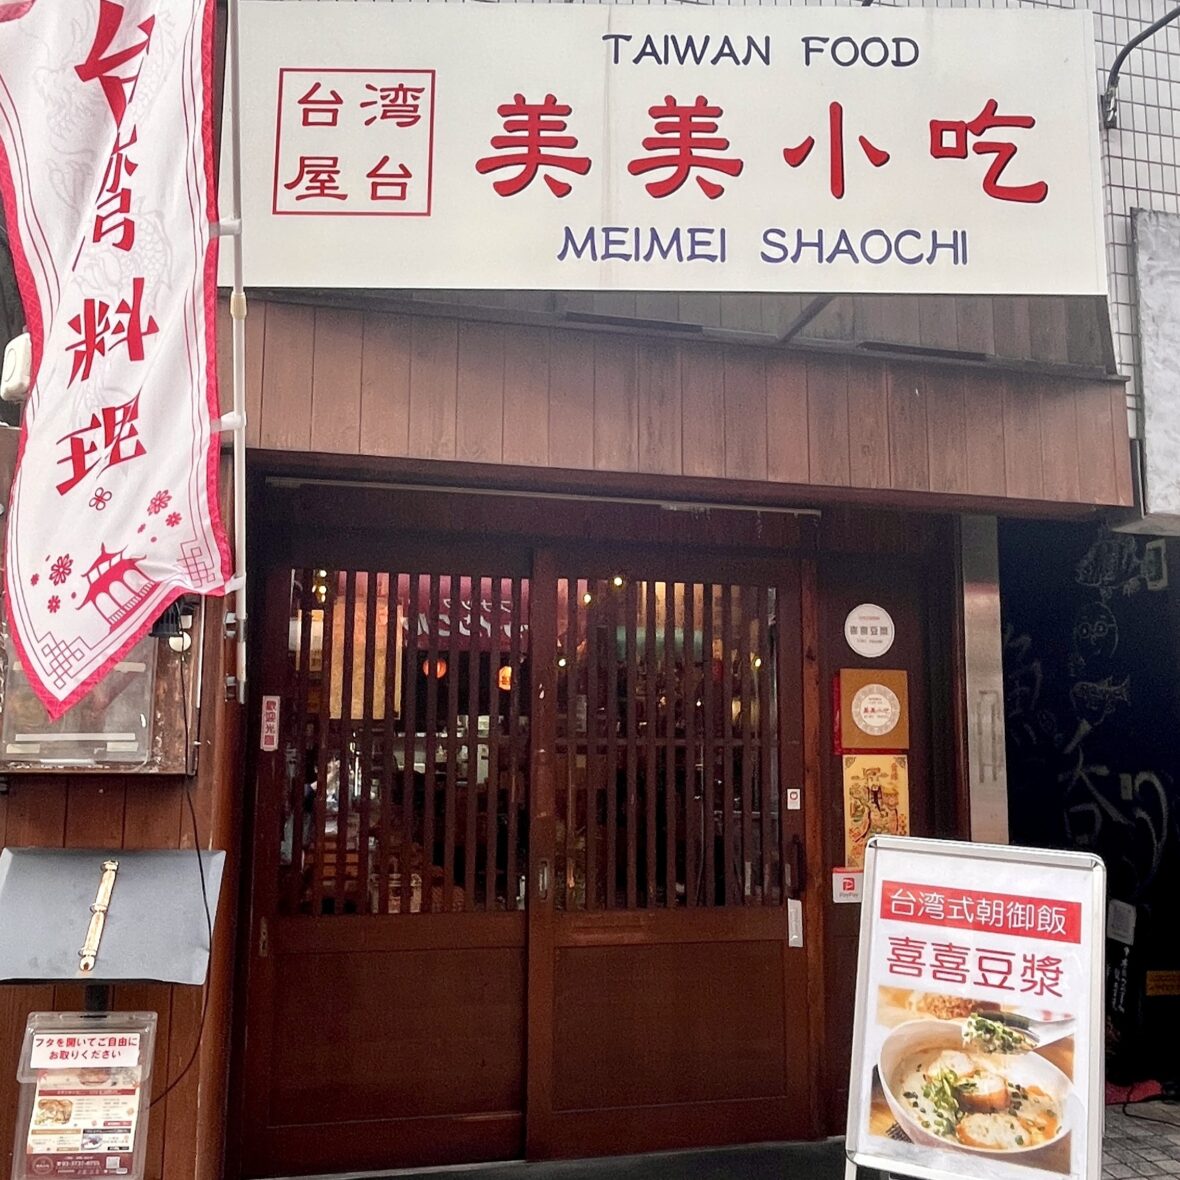 台湾料理
TAIWAN FOOD
台湾
屋台
美美小吃
MEIMEI SHAOCHI
歡迎光臨
喜喜豆漿
美美小吃
PayPay
台湾式朝御飯
喜喜豆漿
フタを開いてご自由に
お取りください